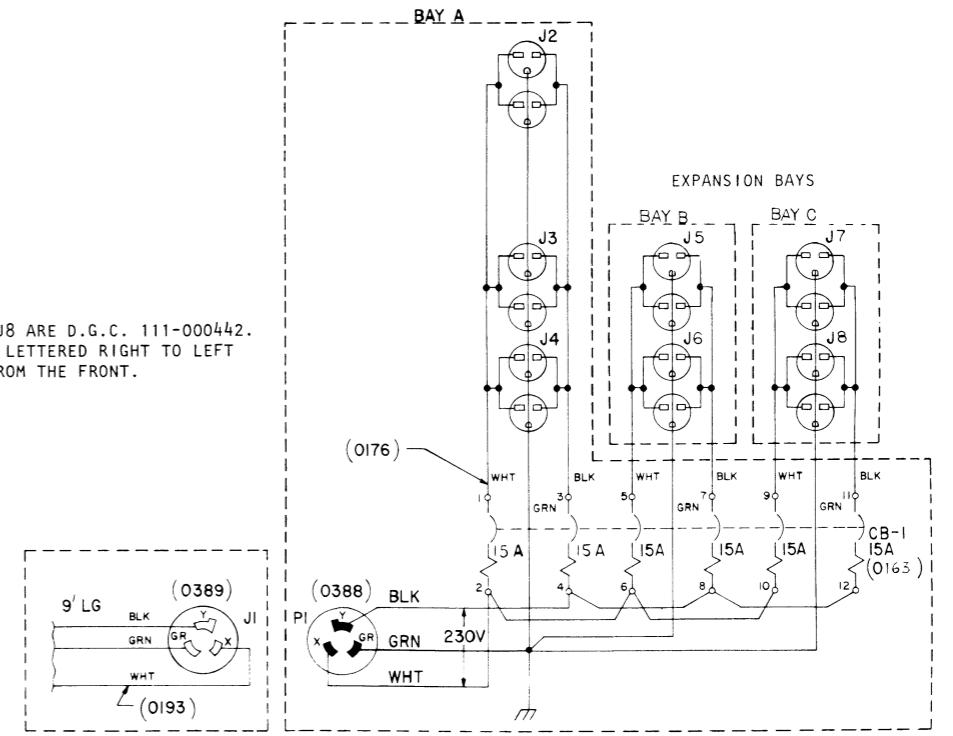 BAY A
J2
EXPANSION BAYS
BAY B
BAY C
J3
J5
J7
J8 ARE D.G.C. 111-000442.
LETTERED RIGHT TO LEFT
ROM THE FRONT.
J4
J6
J8
(0176)
WHT
BLK
WHT
BLK
WHT
BLK
1
3
5
7
9
11
GRN
GRN
GRN
CB-1
15A
15A
15A
15A
15A
15A
(0163)
2
4
6
8
10
12
9' LG
(0389)
J1
BLK
Y
GRN
GR
X
WHT
(0193)
P1
(0388)
BLK
Y
X
GR
GRN
230V
WHT